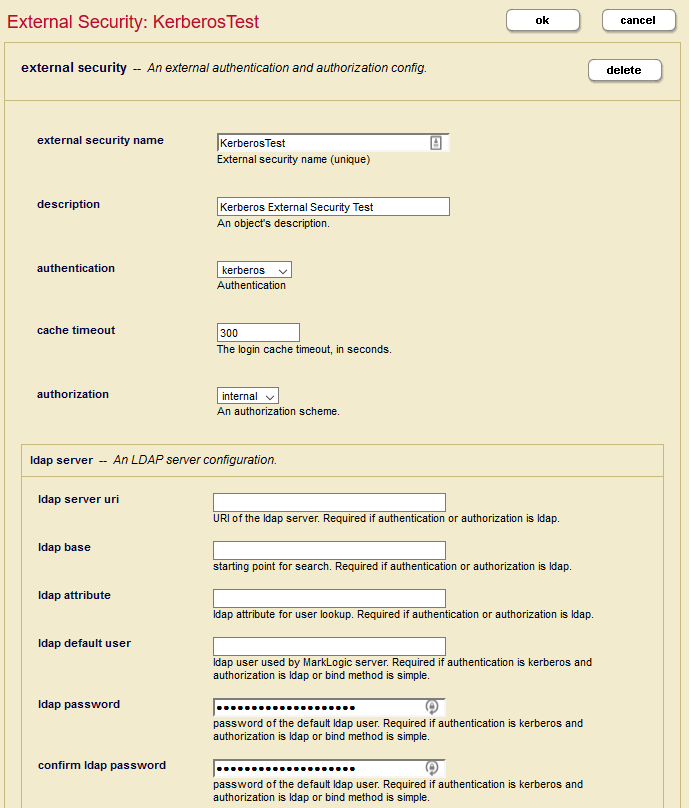 External Security: KerberosTest
ok
cancel
external security -- An external authentication and authorization config.
delete
external security name
KerberosTest
External security name (unique)
description
Kerberos External Security Test
An object's description.
authentication
kerberos
Authentication
cache timeout
300
The login cache timeout, in seconds.
authorization
internal
An authorization scheme.
ldap server -- An LDAP server configuration.
ldap server uri
URI of the ldap server. Required if authentication or authorization is ldap.
ldap base
starting point for search. Required if authentication or authorization is ldap.
ldap attribute
ldap attribute for user lookup. Required if authentication or authorization is ldap.
ldap default user
ldap user used by MarkLogic server. Required if authentication is kerberos and
authorization is ldap or bind method is simple.
ldap password
••••••••••••••••••••
password of the default ldap user. Required if authentication is kerberos and
authorization is ldap or bind method is simple.
confirm ldap password
••••••••••••••••••••
password of the default ldap user. Required if authentication is kerberos and
authorization is ldap or bind method is simple.